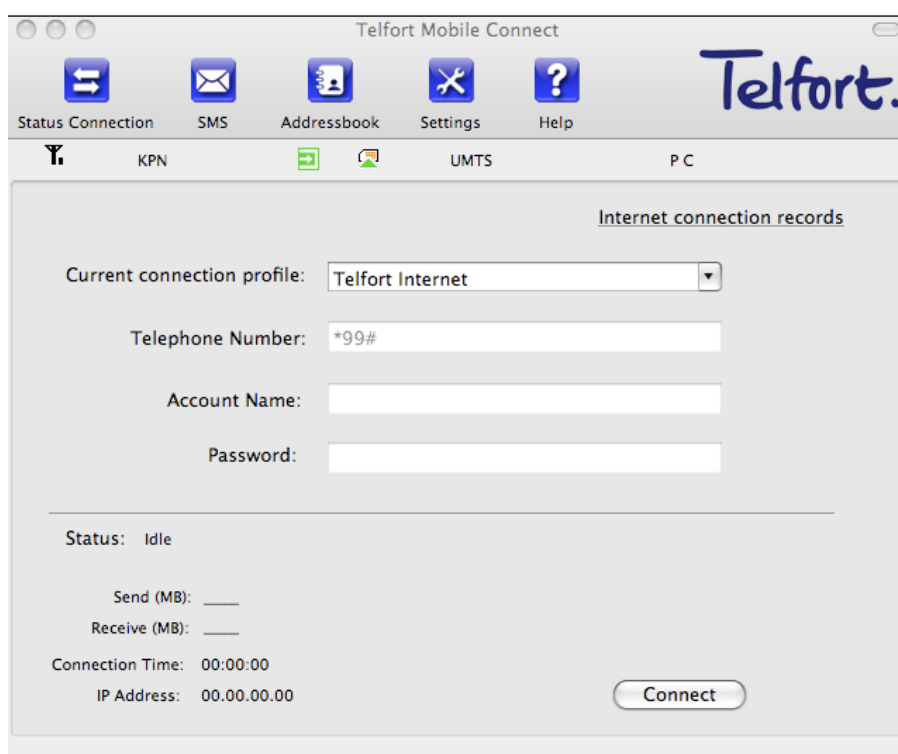 Telfort Mobile Connect
Telfort.
Status Connection SMS Addressbook Settings Help
KPN UMTS P C
Internet connection records
Current connection profile: Telfort Internet
Telephone Number: *99#
Account Name:
Password:
Status: Idle
Send (MB): ____
Receive (MB): ____
Connection Time: 00:00:00
IP Address: 00.00.00.00
Connect